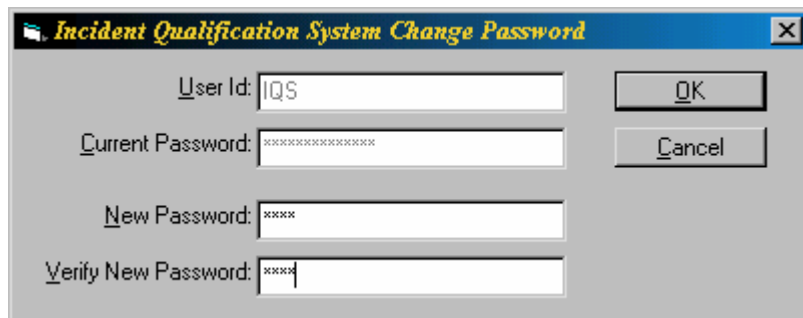 Incident Qualification System Change Password
User Id: IQS
OK
Current Password: **************
Cancel
New Password: ****
Verify New Password: ****